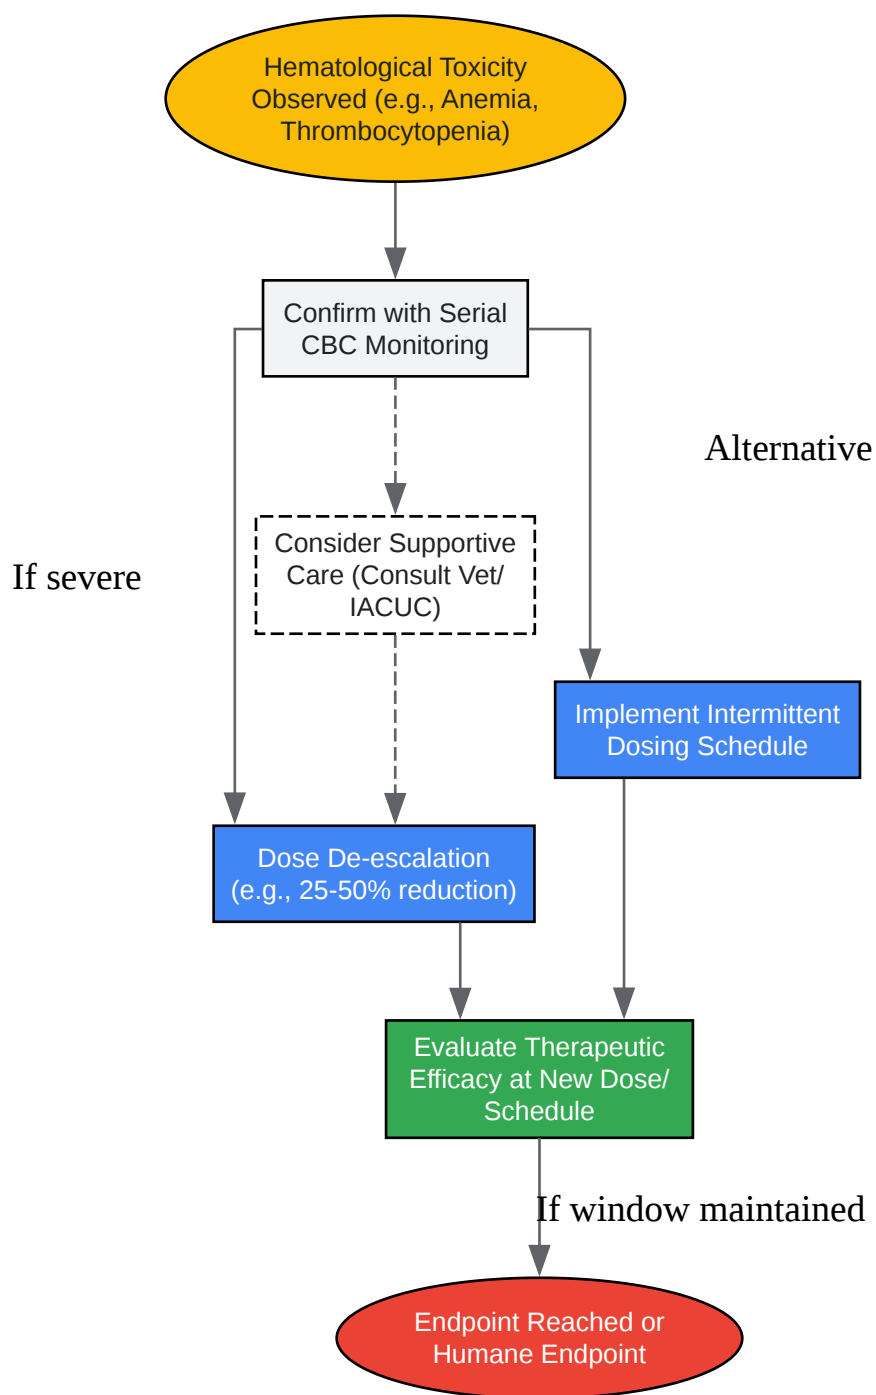 Hematological Toxicity
Observed (e.g., Anemia,
Thrombocytopenia)
Confirm with Serial
CBC Monitoring
Alternative
Consider Supportive
Care (Consult Vet/
IACUC)
If severe
Implement Intermittent
Dosing Schedule
Dose De-escalation
(e.g., 25-50% reduction)
Evaluate Therapeutic
Efficacy at New Dose/
Schedule
If window maintained
Endpoint Reached or
Humane Endpoint